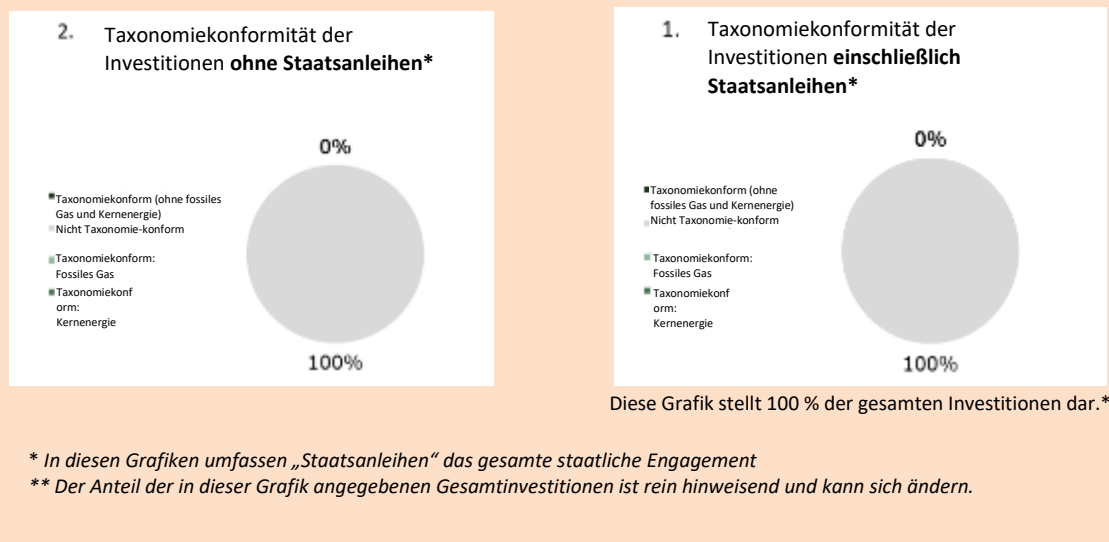 2. Taxonomiekonformität der
Investitionen ohne Staatsanleihen*
0%
Taxonomiekonform (ohne fossiles
Gas und Kernenergie)
Nicht Taxonomie-konform
Taxonomiekonform:
Fossiles Gas
Taxonomiekonf
orm:
Kernenergie
100%
1. Taxonomiekonformität der
Investitionen einschließlich
Staatsanleihen*
0%
Taxonomiekonform (ohne
fossiles Gas und Kernenergie)
Nicht Taxonomie-konform
Taxonomiekonform:
Fossiles Gas
Taxonomiekonf
orm:
Kernenergie
100%
Diese Grafik stellt 100 % der gesamten Investitionen dar.*
* In diesen Grafiken umfassen „Staatsanleihen“ das gesamte staatliche Engagement
** Der Anteil der in dieser Grafik angegebenen Gesamtinvestitionen ist rein hinweisend und kann sich ändern.